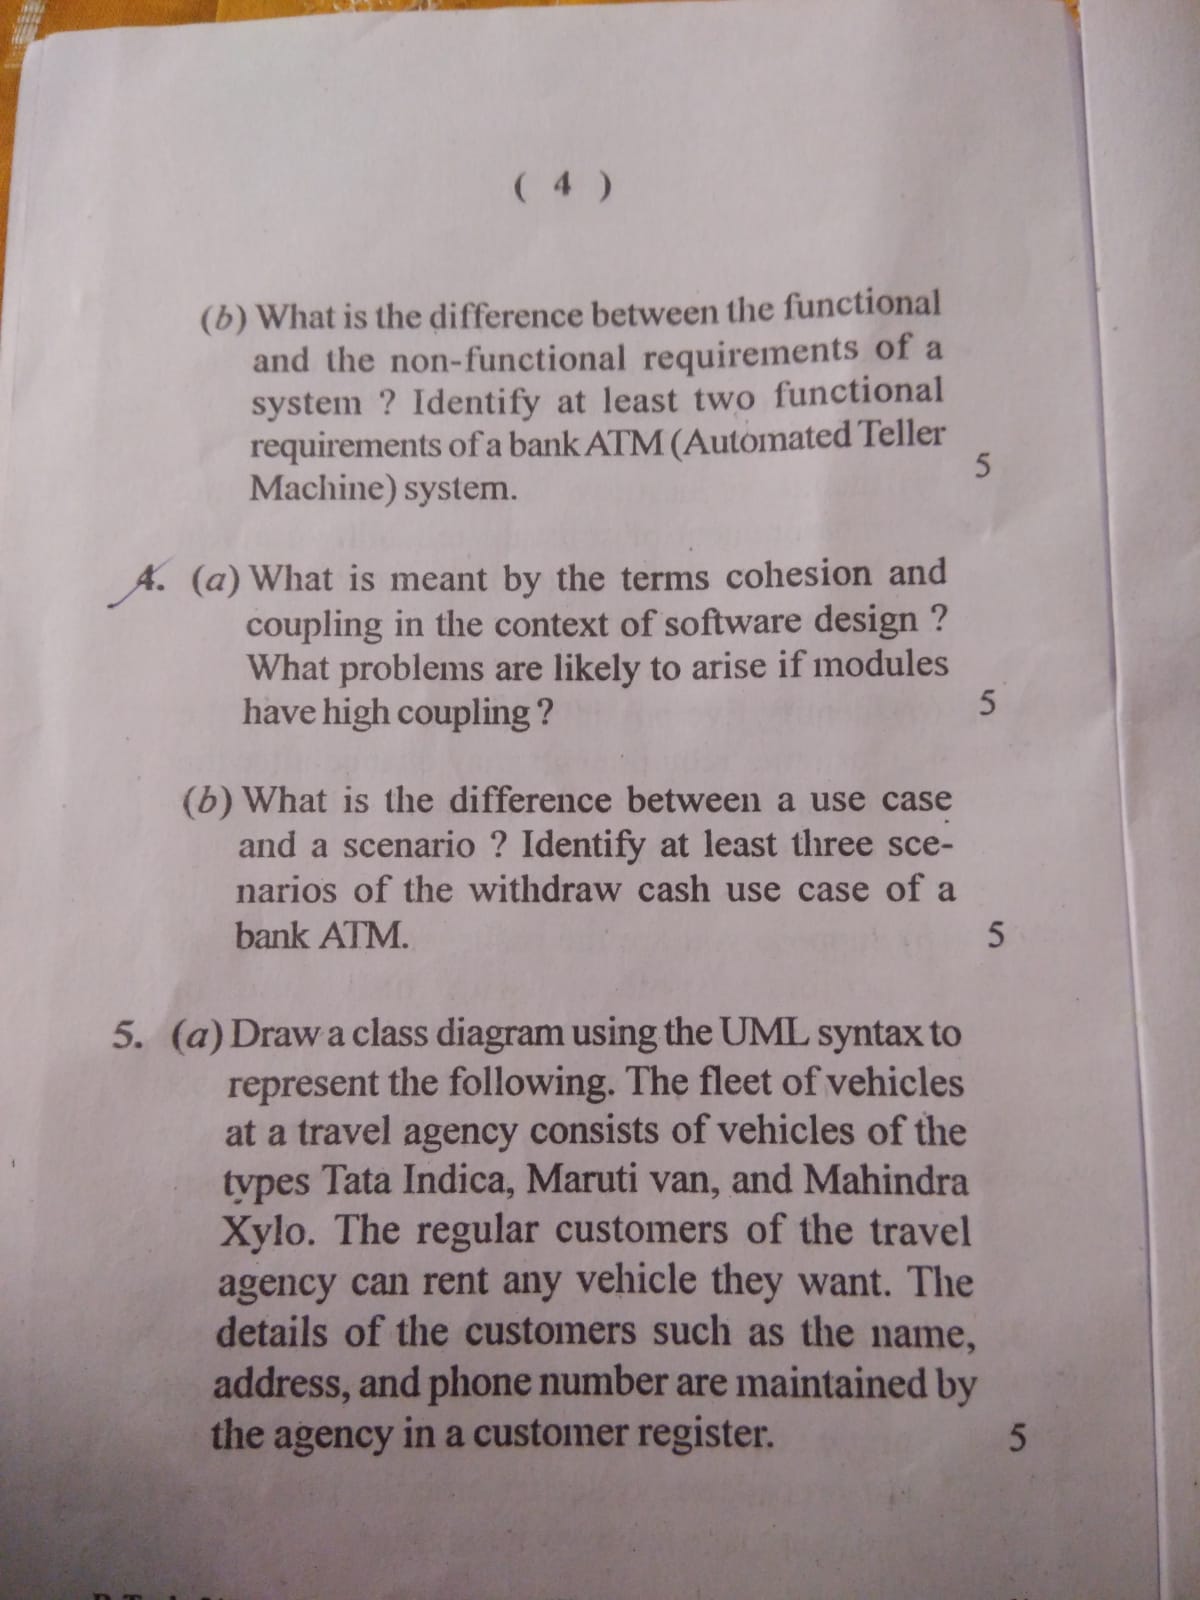 ( 4 )
(b) What is the difference between the functional
and the non-functional requirements of a
system ? Identify at least two functional
requirements of a bank ATM (Automated Teller
Machine) system. 5
4. (a) What is meant by the terms cohesion and
coupling in the context of software design ?
What problems are likely to arise if modules
have high coupling ? 5
(b) What is the difference between a use case
and a scenario ? Identify at least three sce-
narios of the withdraw cash use case of a
bank ATM. 5
5. (a) Draw a class diagram using the UML syntax to
represent the following. The fleet of vehicles
at a travel agency consists of vehicles of the
types Tata Indica, Maruti van, and Mahindra
Xylo. The regular customers of the travel
agency can rent any vehicle they want. The
details of the customers such as the name,
address, and phone number are maintained by
the agency in a customer register. 5